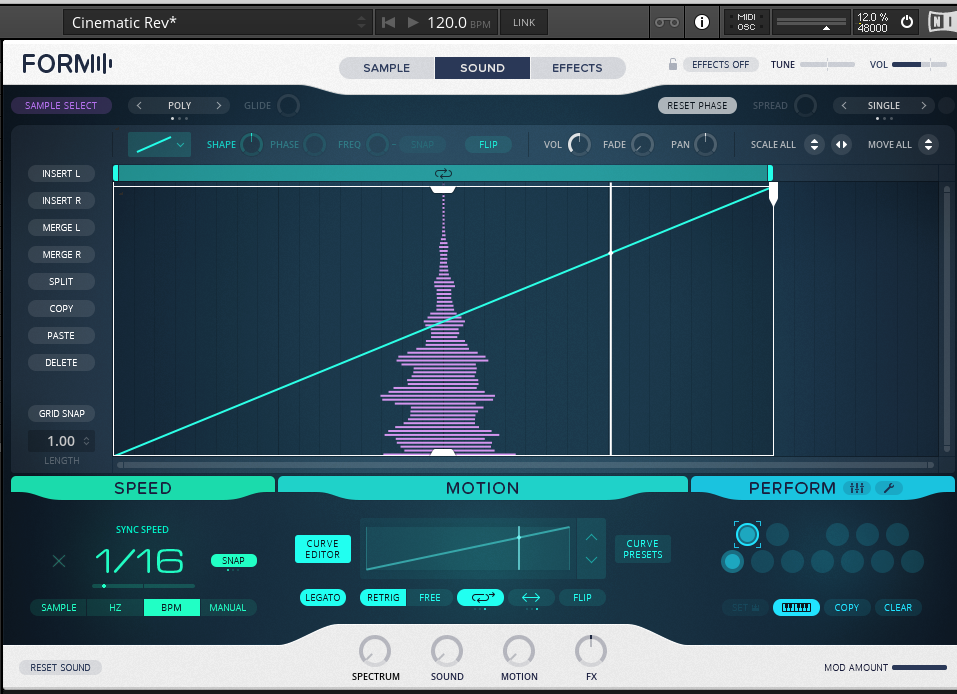 Cinematic Rev*
120.0 BPM
LINK
MIDI
OSC
12.0 %
48000
NI
FORM
SAMPLE SOUND EFFECTS
EFFECTS OFF TUNE VOL
SAMPLE SELECT POLY GLIDE RESET PHASE SPREAD SINGLE
SHAPE PHASE FREQ SNAP FLIP VOL FADE PAN SCALE ALL MOVE ALL
INSERT L
INSERT R
MERGE L
MERGE R
SPLIT
COPY
PASTE
DELETE
GRID SNAP
1.00
LENGTH
SPEED MOTION PERFORM
SYNC SPEED
1/16
SNAP
SAMPLE HZ BPM MANUAL
CURVE
EDITOR
CURVE
PRESETS
LEGATO RETRIG FREE FLIP
COPY CLEAR
RESET SOUND
SPECTRUM SOUND MOTION FX
MOD AMOUNT